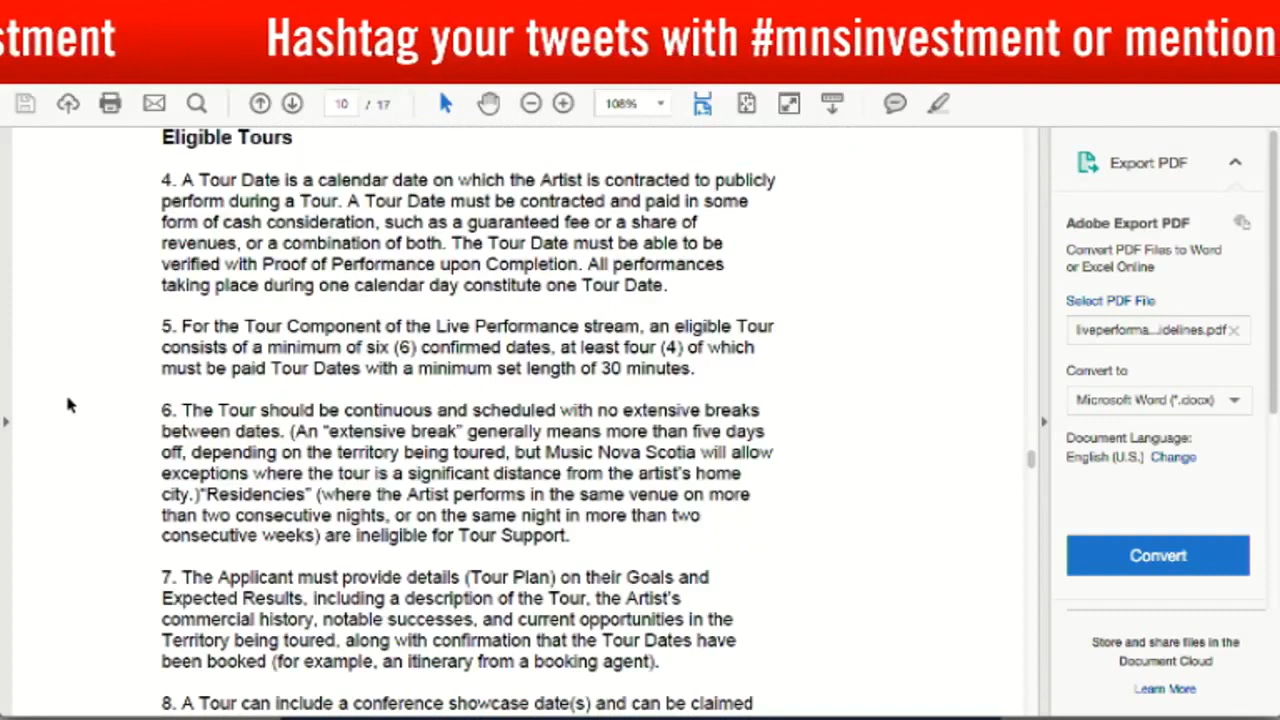 stment Hashtag your tweets with #mnsinvestment or mention
10 / 17 108%
Eligible Tours
4. A Tour Date is a calendar date on which the Artist is contracted to publicly
perform during a Tour. A Tour Date must be contracted and paid in some
form of cash consideration, such as a guaranteed fee or a share of
revenues, or a combination of both. The Tour Date must be able to be
verified with Proof of Performance upon Completion. All performances
taking place during one calendar day constitute one Tour Date.
5. For the Tour Component of the Live Performance stream, an eligible Tour
consists of a minimum of six (6) confirmed dates, at least four (4) of which
must be paid Tour Dates with a minimum set length of 30 minutes.
6. The Tour should be continuous and scheduled with no extensive breaks
between dates. (An “extensive break” generally means more than five days
off, depending on the territory being toured, but Music Nova Scotia will allow
exceptions where the tour is a significant distance from the artist’s home
city.)“Residencies” (where the Artist performs in the same venue on more
than two consecutive nights, or on the same night in more than two
consecutive weeks) are ineligible for Tour Support.
7. The Applicant must provide details (Tour Plan) on their Goals and
Expected Results, including a description of the Tour, the Artist’s
commercial history, notable successes, and current opportunities in the
Territory being toured, along with confirmation that the Tour Dates have
been booked (for example, an itinerary from a booking agent).
8. A Tour can include a conference showcase date(s) and can be claimed
Export PDF
Adobe Export PDF
Convert PDF Files to Word
or Excel Online
Select PDF File
liveperforma...idelines.pdf
Convert to
Microsoft Word (*.docx)
Document Language:
English (U.S.) Change
Convert
Store and share files in the
Document Cloud
Learn More